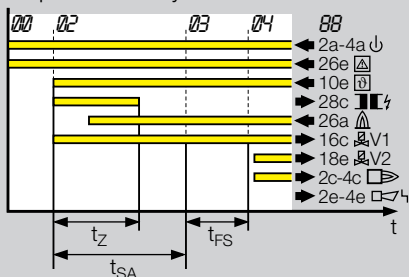 00 02 03 04 88
2a-4a
26e
10e ϑ
28c
26a
16c V1
18e V2
2c-4c
2e-4e
t
tZ tFS
tSA